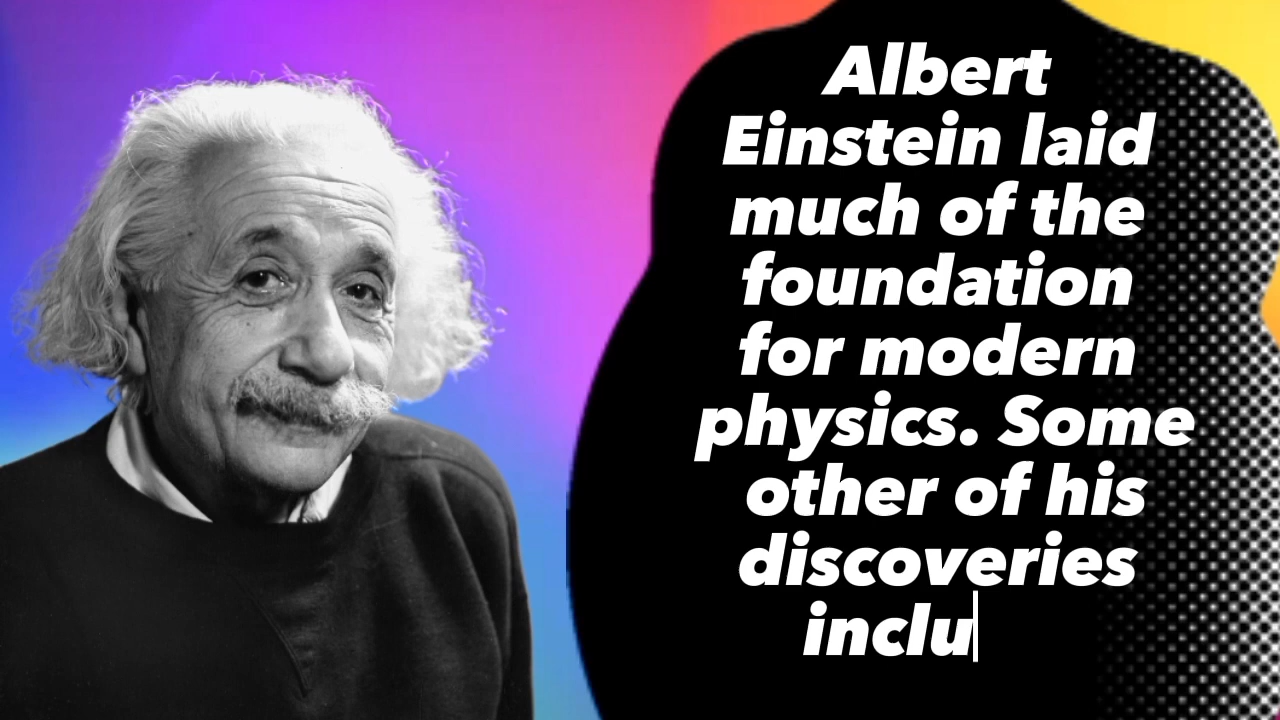 Albert
Einstein laid
much of the
foundation
for modern
physics. Some
other of his
discoveries
inclu